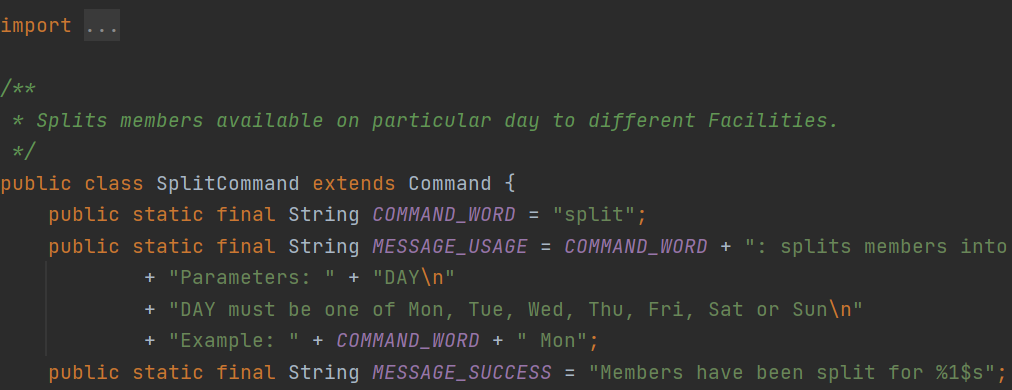 import ...
/**
 * Splits members available on particular day to different Facilities.
 */
public class SplitCommand extends Command {
    public static final String COMMAND_WORD = "split";
    public static final String MESSAGE_USAGE = COMMAND_WORD + ": splits members into
            + "Parameters: " + "DAY\n"
            + "DAY must be one of Mon, Tue, Wed, Thu, Fri, Sat or Sun\n"
            + "Example: " + COMMAND_WORD + " Mon";
    public static final String MESSAGE_SUCCESS = "Members have been split for %1$s";